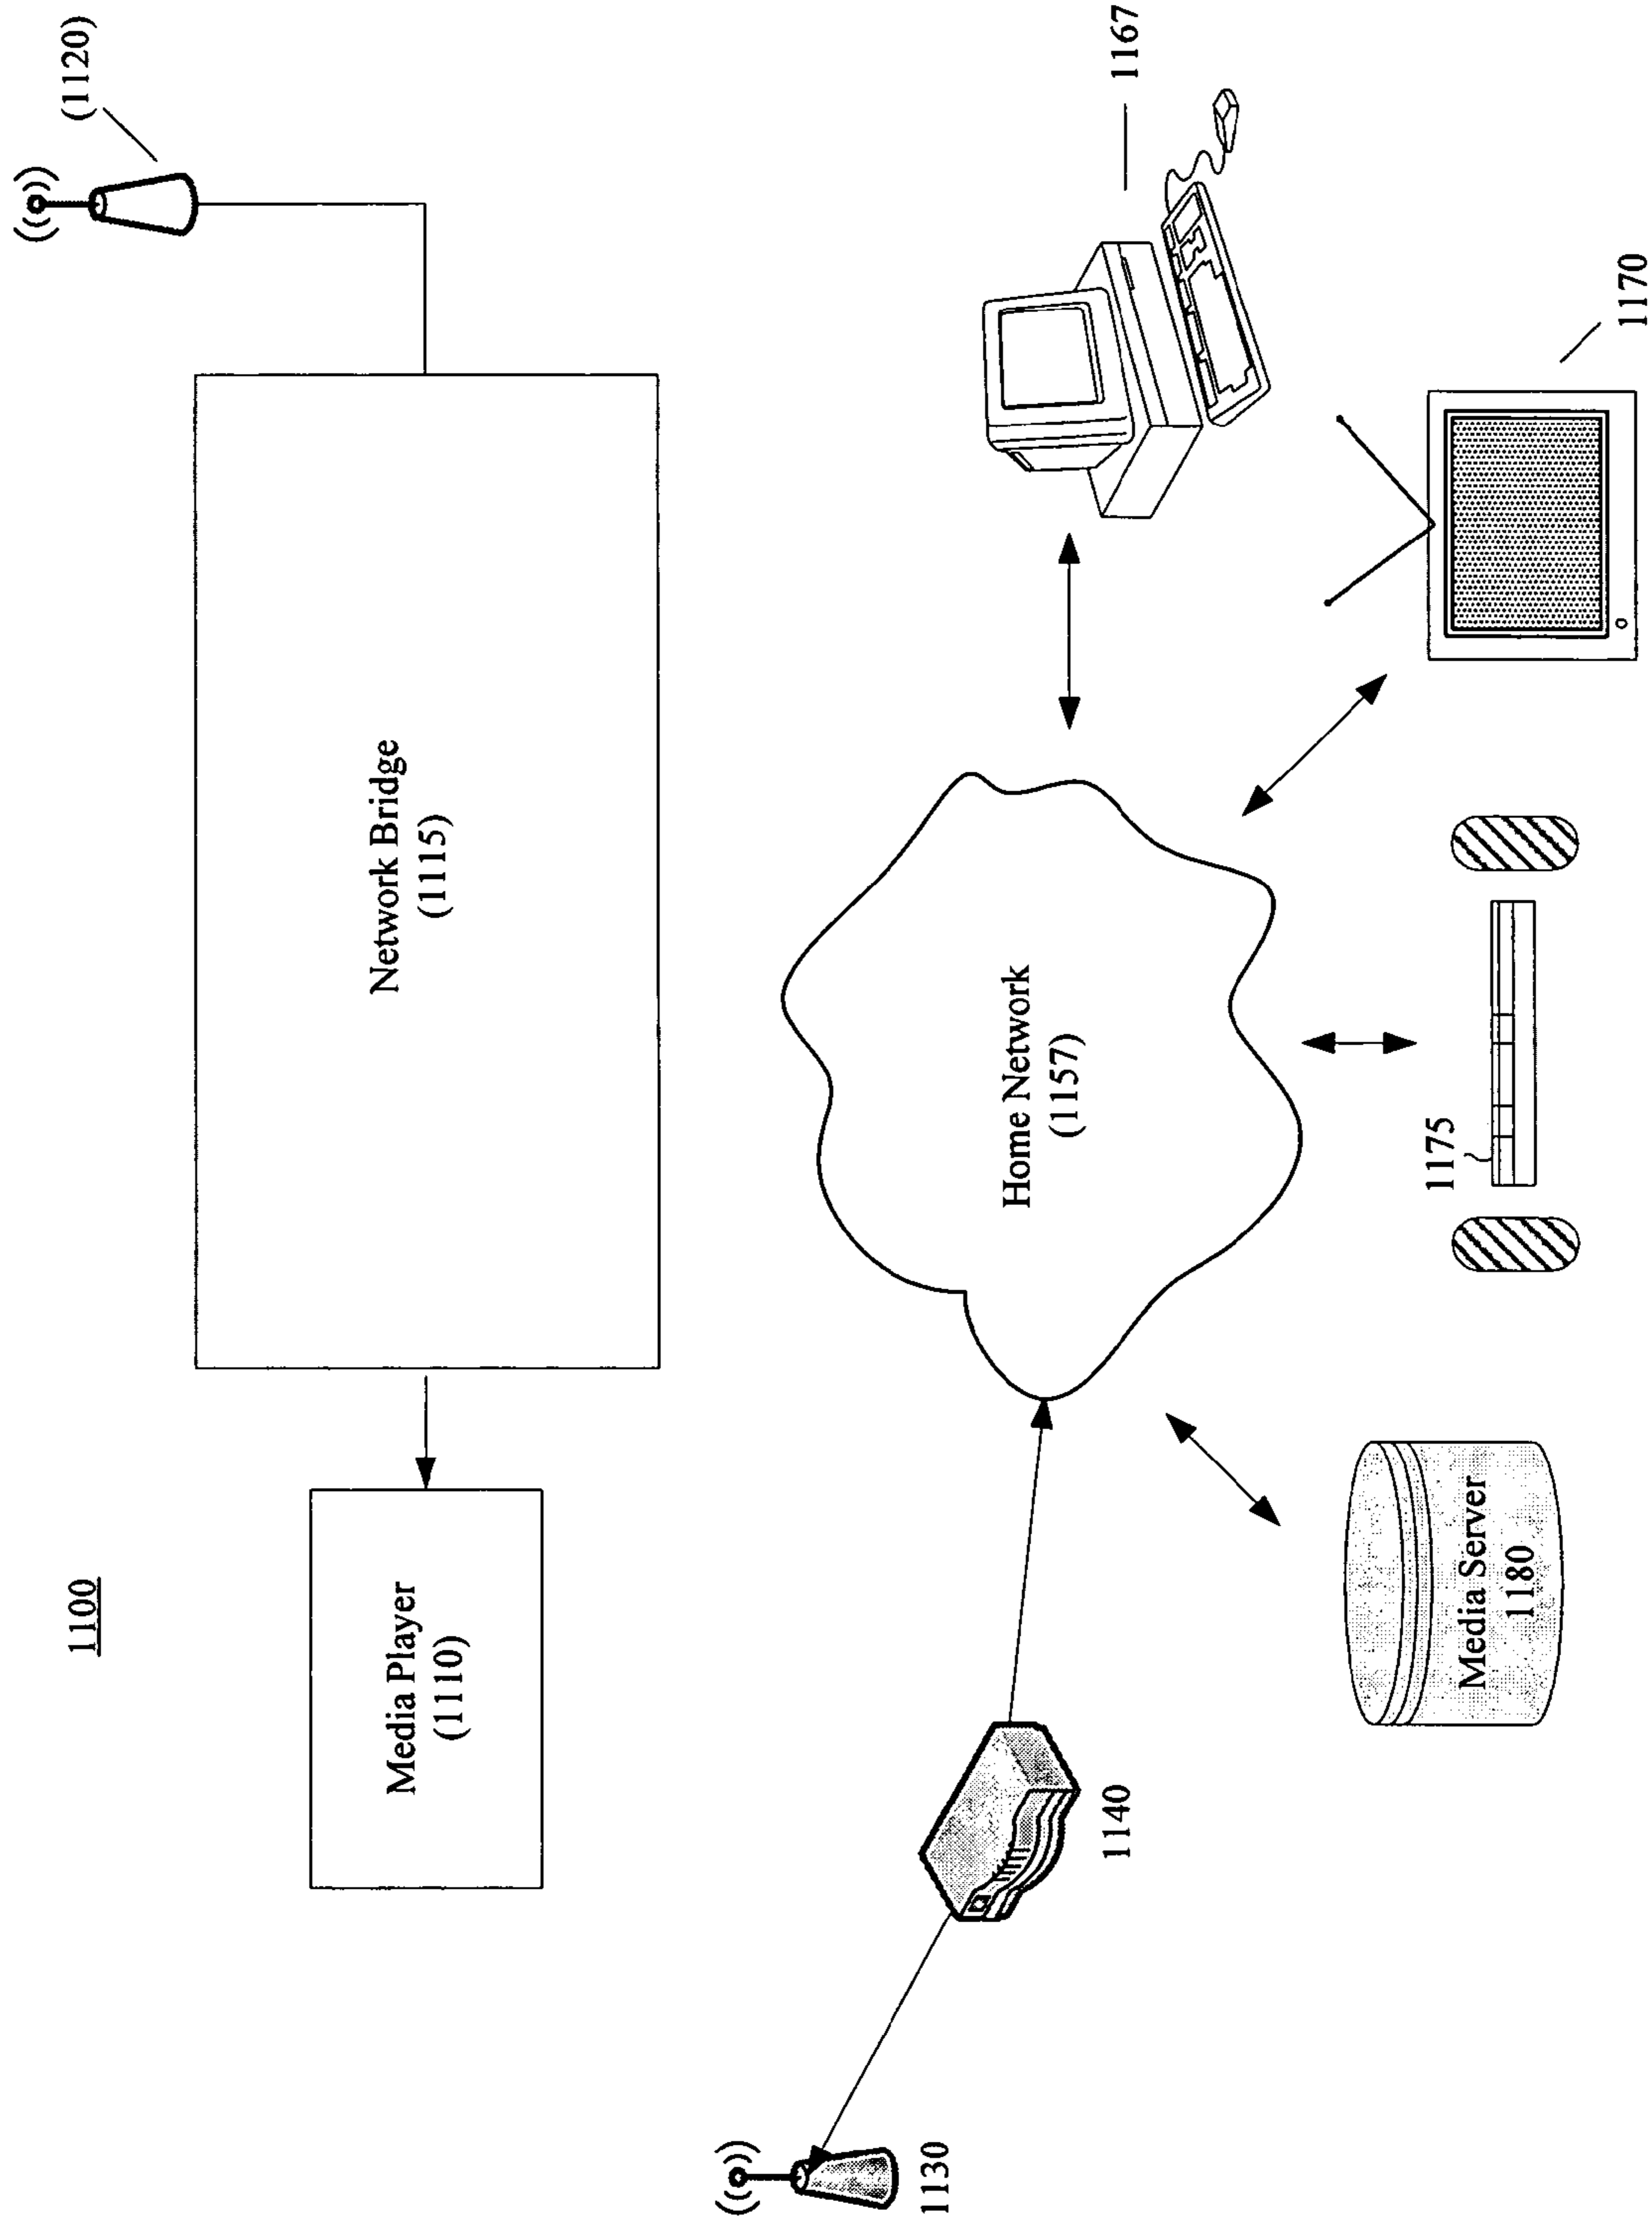 1100
(1120)
Media Player
(1110)
Network Bridge
(1115)
1130
1140
Home Network
(1157)
1167
Media Server
1180
1175
1170